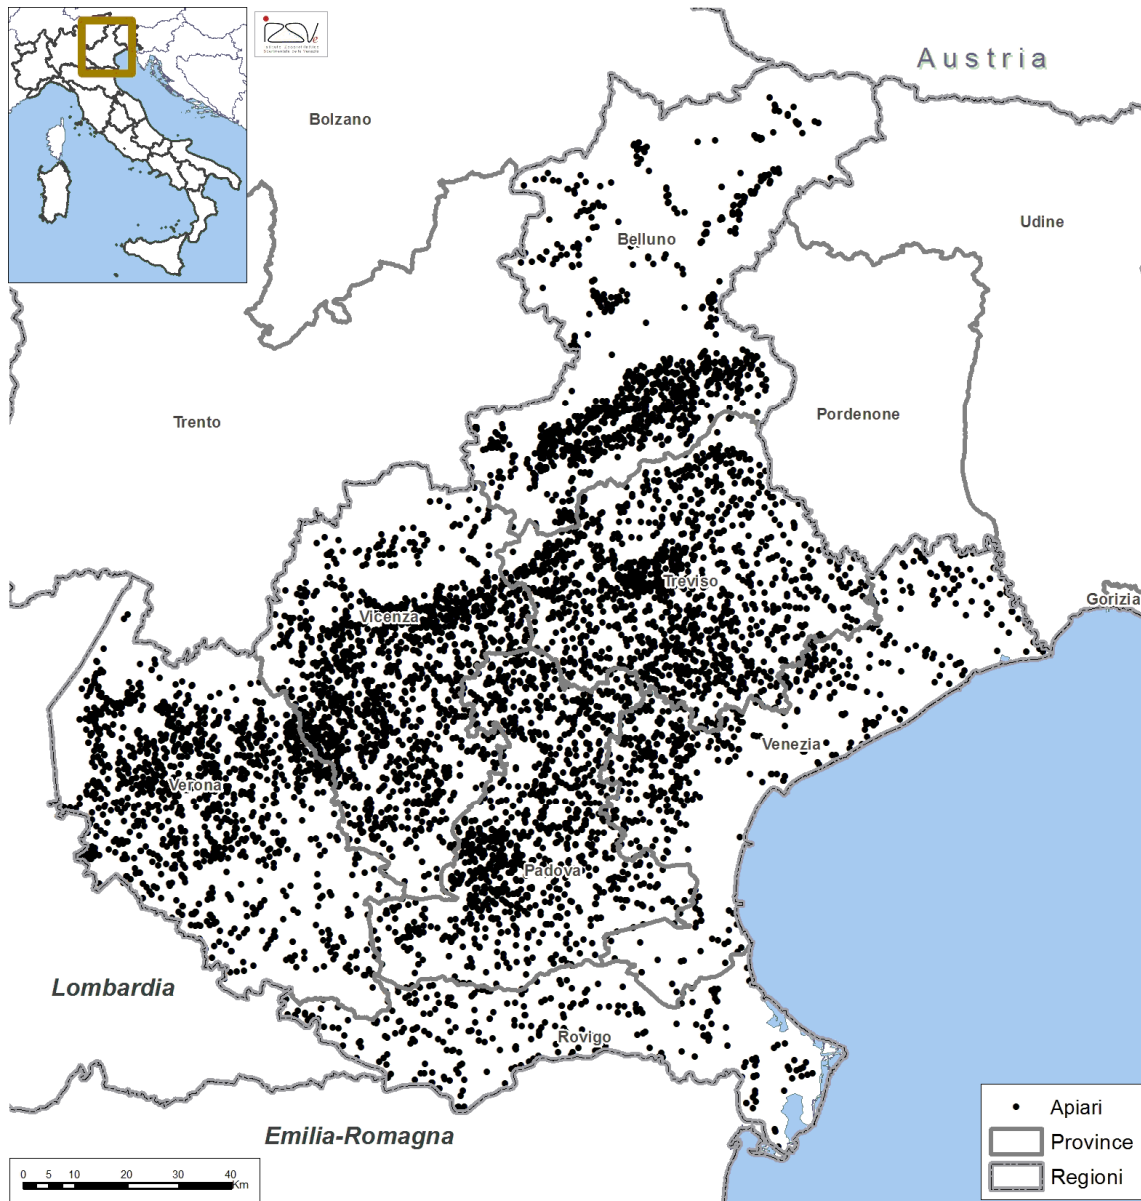 IZSVe
Austria
Bolzano
Udine
Belluno
Trento
Pordenone
Treviso
Gorizia
Vicenza
Venezia
Verona
Padova
Lombardia
Rovigo
Emilia-Romagna
Apiari
Province
Regioni
0 5 10 20 30 40
Km